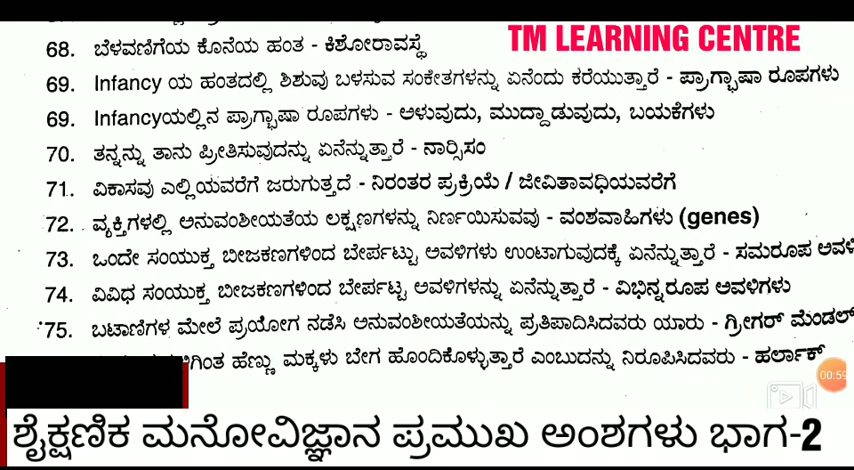 TM LEARNING CENTRE
68. ಬೆಳವಣಿಗೆಯ ಕೊನೆಯ ಹಂತ - ಕಿಶೋರಾವಸ್ಥೆ
69. Infancy ಯ ಹಂತದಲ್ಲಿ ಶಿಶುವು ಬಳಸುವ ಸಂಕೇತಗಳನ್ನು ಏನೆಂದು ಕರೆಯುತ್ತಾರೆ - ಪ್ರಾಗ್ಭಾಷಾ ರೂಪಗಳು
69. Infancyಯಲ್ಲಿನ ಪ್ರಾಗ್ಭಾಷಾ ರೂಪಗಳು - ಅಳುವುದು, ಮುದ್ದಾಡುವುದು, ಬಯಕೆಗಳು
70. ತನ್ನನ್ನು ತಾನು ಪ್ರೀತಿಸುವುದನ್ನು ಏನೆನ್ನುತ್ತಾರೆ - ನಾರ್‍ಸಿಸಂ
71. ವಿಕಾಸವು ಎಲ್ಲಿಯವರೆಗೆ ಜರುಗುತ್ತದೆ - ನಿರಂತರ ಪ್ರಕ್ರಿಯೆ / ಜೀವಿತಾವಧಿಯವರೆಗೆ
72. ವ್ಯಕ್ತಿಗಳಲ್ಲಿ ಅನುವಂಶೀಯತೆಯ ಲಕ್ಷಣಗಳನ್ನು ನಿರ್ಣಯಿಸುವವು - ವಂಶವಾಹಿಗಳು (genes)
73. ಒಂದೇ ಸಂಯುಕ್ತ ಬೀಜಕಣಗಳಿಂದ ಬೇರ್ಪಟ್ಟು ಅವಳಿಗಳು ಉಂಟಾಗುವುದಕ್ಕೆ ಏನೆನ್ನುತ್ತಾರೆ - ಸಮರೂಪ ಅವಳಿ
74. ವಿವಿಧ ಸಂಯುಕ್ತ ಬೀಜಕಣಗಳಿಂದ ಬೇರ್ಪಟ್ಟ ಅವಳಿಗಳನ್ನು ಏನೆನ್ನುತ್ತಾರೆ - ವಿಭಿನ್ನರೂಪ ಅವಳಿಗಳು
75. ಬಟಾಣಿಗಳ ಮೇಲೆ ಪ್ರಯೋಗ ನಡೆಸಿ ಅನುವಂಶೀಯತೆಯನ್ನು ಪ್ರತಿಪಾದಿಸಿದವರು ಯಾರು - ಗ್ರೀಗರ್ ಮೆಂಡಲ್
ಹೆಣ್ಣು ಮಕ್ಕಳು ಬೇಗ ಹೊಂದಿಕೊಳ್ಳುತ್ತಾರೆ ಎಂಬುದನ್ನು ನಿರೂಪಿಸಿದವರು - ಹರ್ಲಾಕ್
00:59
ಶೈಕ್ಷಣಿಕ ಮನೋವಿಜ್ಞಾನ ಪ್ರಮುಖ ಅಂಶಗಳು ಭಾಗ-2